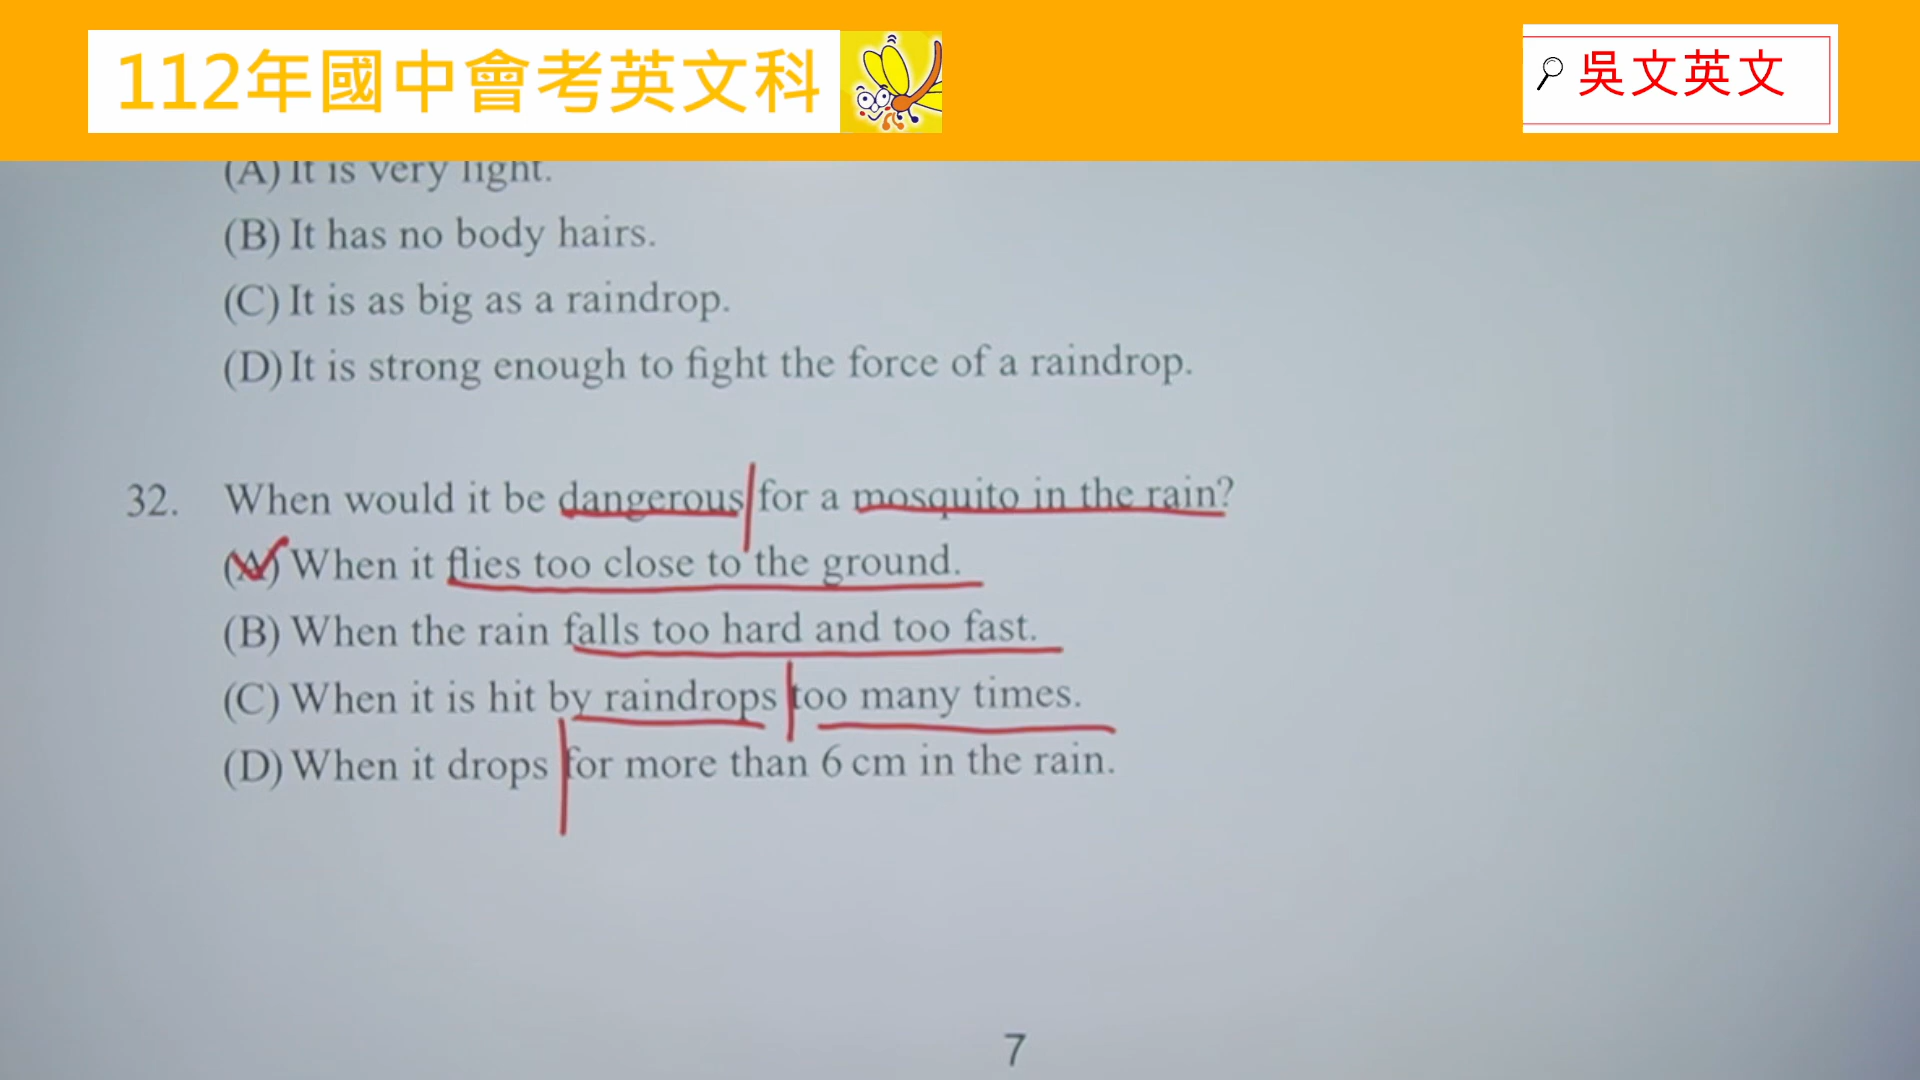 112年國中會考英文科
吳文英文
(A) It is very light.
(B) It has no body hairs.
(C) It is as big as a raindrop.
(D) It is strong enough to fight the force of a raindrop.
32. When would it be dangerous for a mosquito in the rain?
(A) When it flies too close to the ground.
(B) When the rain falls too hard and too fast.
(C) When it is hit by raindrops too many times.
(D) When it drops for more than 6 cm in the rain.
7